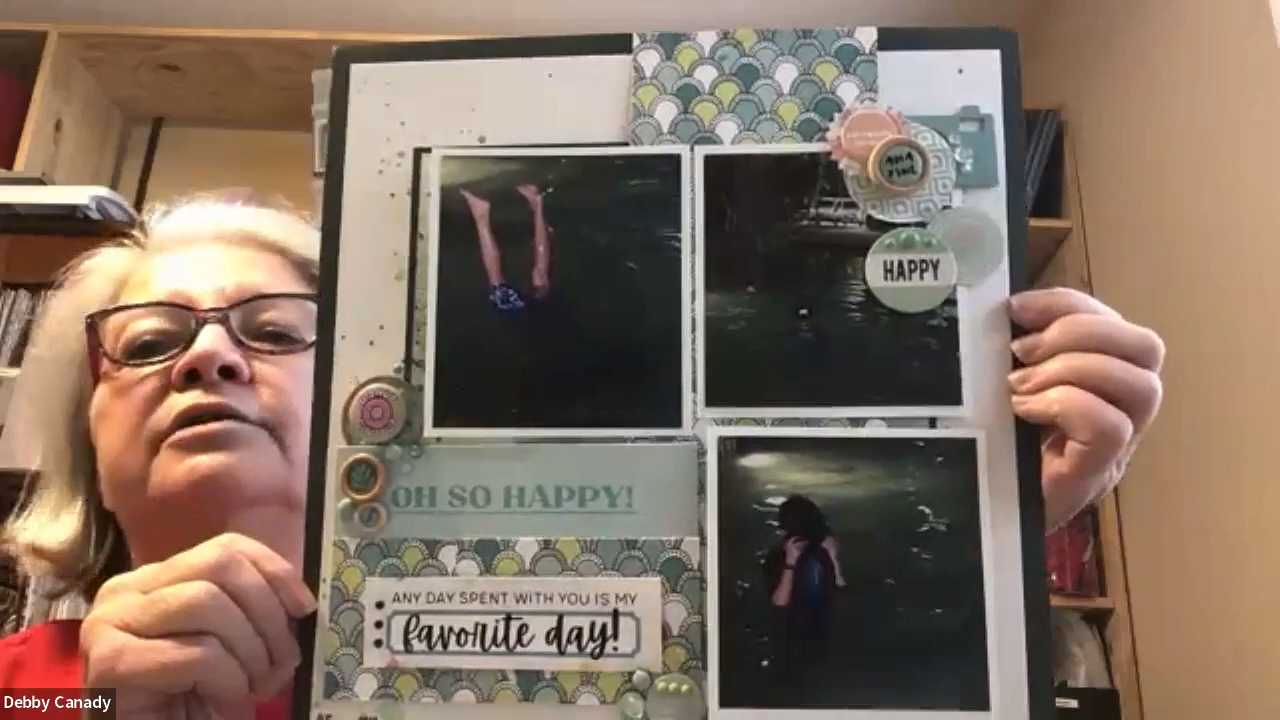 HAPPY
OH SO HAPPY!
ANY DAY SPENT WITH YOU IS MY
favorite day!
Debby Canady